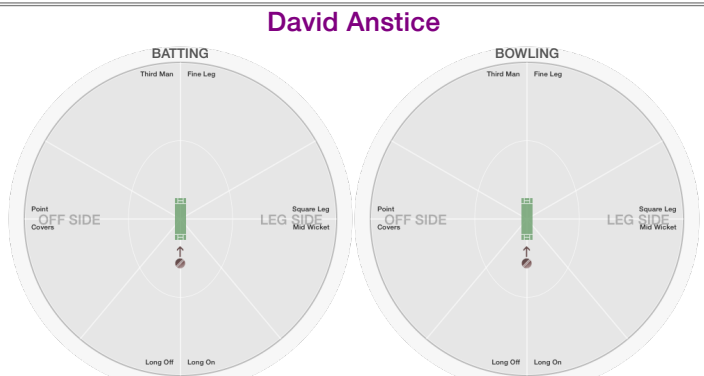 David Anstice
BATTING
Third Man Fine Leg
Point
OFF SIDE
Covers
Square Leg
LEG SIDE
Mid Wicket
Long Off Long On
BOWLING
Third Man Fine Leg
Point
OFF SIDE
Covers
Square Leg
LEG SIDE
Mid Wicket
Long Off Long On